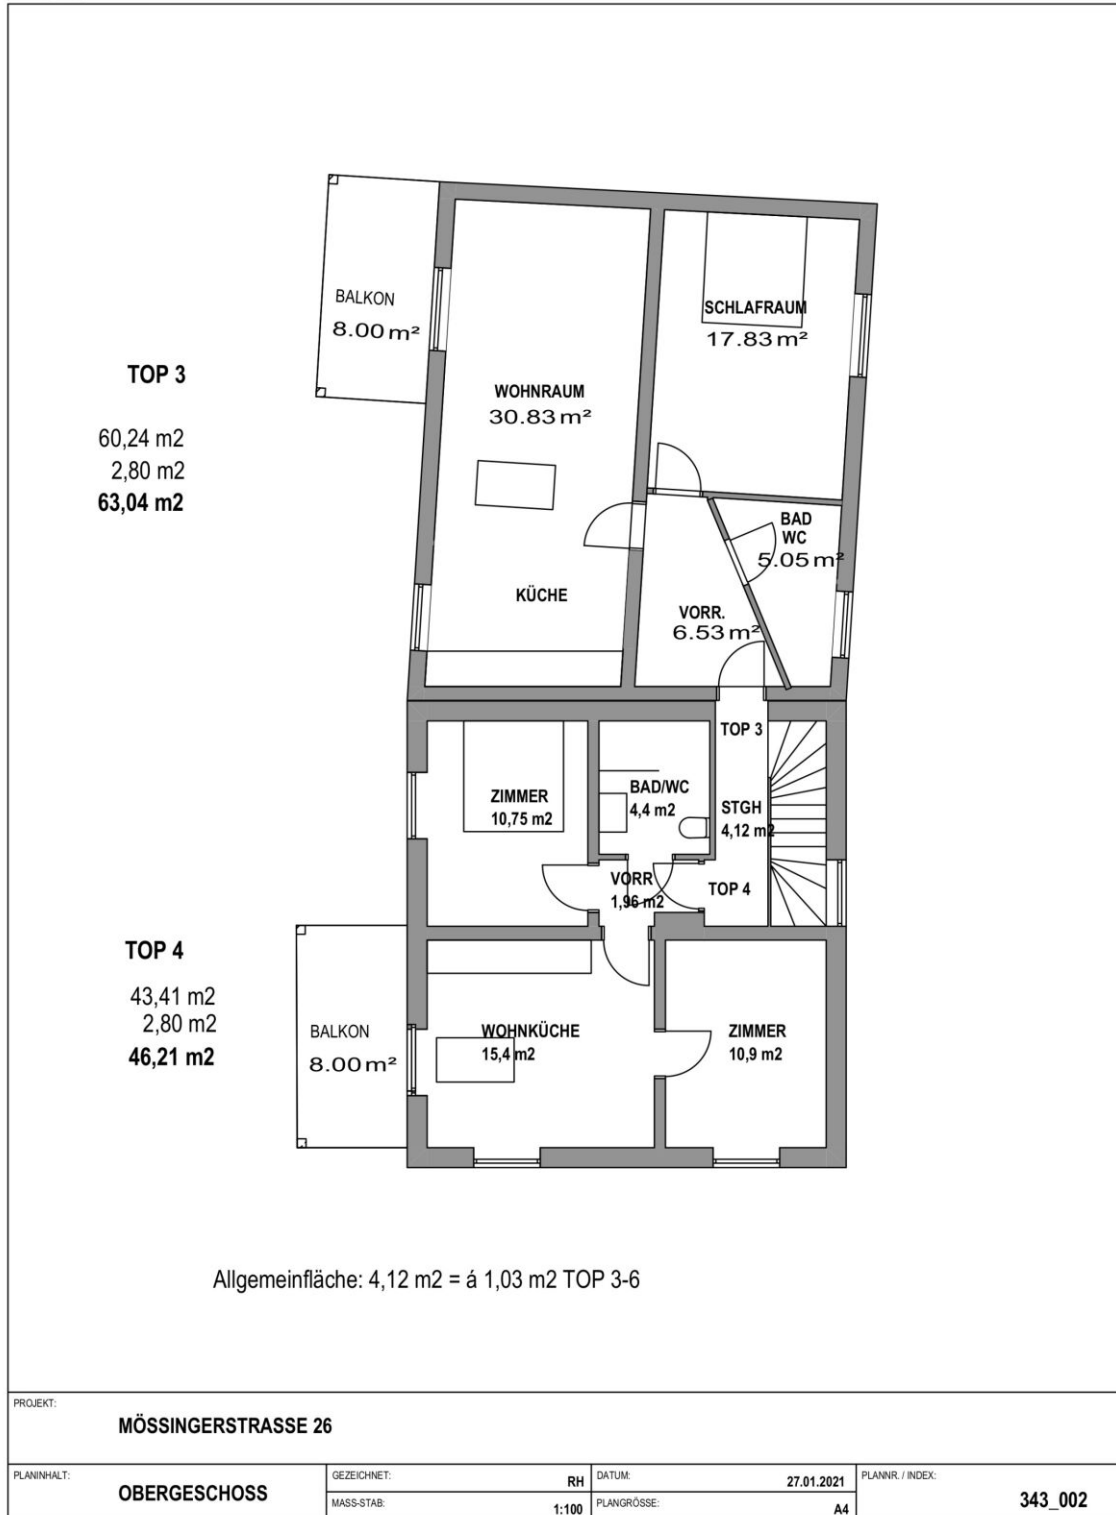 BALKON
8.00 m²
SCHLAFRAUM
17.83 m²
TOP 3
60,24 m2
2,80 m2
63,04 m2
WOHNRAUM
30.83 m²
KÜCHE
BAD
WC
5.05 m²
VORR.
6.53 m²
TOP 3
ZIMMER
10,75 m2
BAD/WC
4,4 m2
STGH
4,12 m2
VORR
1,96 m2
TOP 4
TOP 4
43,41 m2
2,80 m2
46,21 m2
BALKON
8.00 m²
WOHNKÜCHE
15,4 m2
ZIMMER
10,9 m2
Allgemeinfläche: 4,12 m2 = á 1,03 m2 TOP 3-6
PROJEKT:
MÖSSINGERSTRASSE 26
PLANINHALT:
OBERGESCHOSS
GEZEICHNET:
RH
MASS-STAB:
1:100
DATUM:
27.01.2021
PLANGRÖSSE:
A4
PLANNR. / INDEX:
343_002